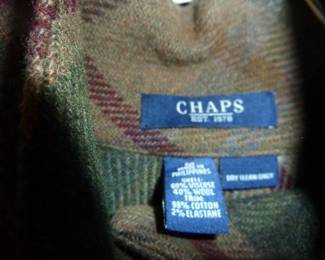 CHAPS
EST. 1978
MADE IN
PHILIPPINES
SHELL:
60% VISCOSE
40% WOOL
TRIM:
98% COTTON
2% ELASTANE
DRY CLEAN ONLY